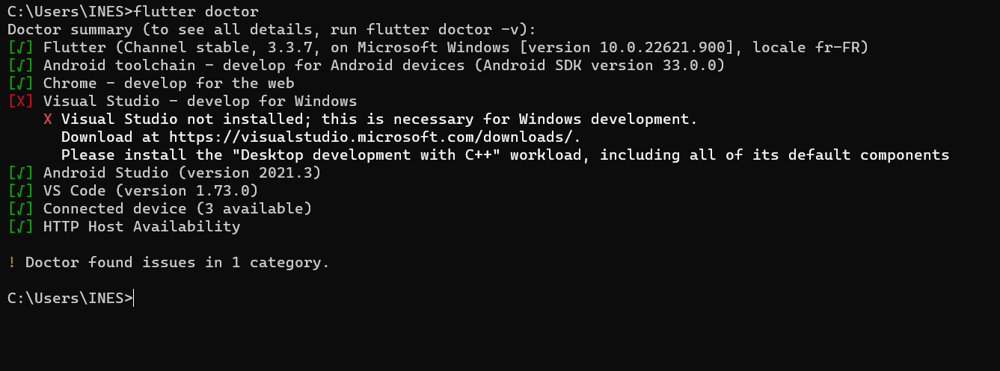 C:\Users\INES>flutter doctor
Doctor summary (to see all details, run flutter doctor -v):
[√] Flutter (Channel stable, 3.3.7, on Microsoft Windows [version 10.0.22621.900], locale fr-FR)
[√] Android toolchain - develop for Android devices (Android SDK version 33.0.0)
[√] Chrome - develop for the web
[X] Visual Studio - develop for Windows
    X Visual Studio not installed; this is necessary for Windows development.
      Download at https://visualstudio.microsoft.com/downloads/.
      Please install the "Desktop development with C++" workload, including all of its default components
[√] Android Studio (version 2021.3)
[√] VS Code (version 1.73.0)
[√] Connected device (3 available)
[√] HTTP Host Availability
! Doctor found issues in 1 category.
C:\Users\INES>